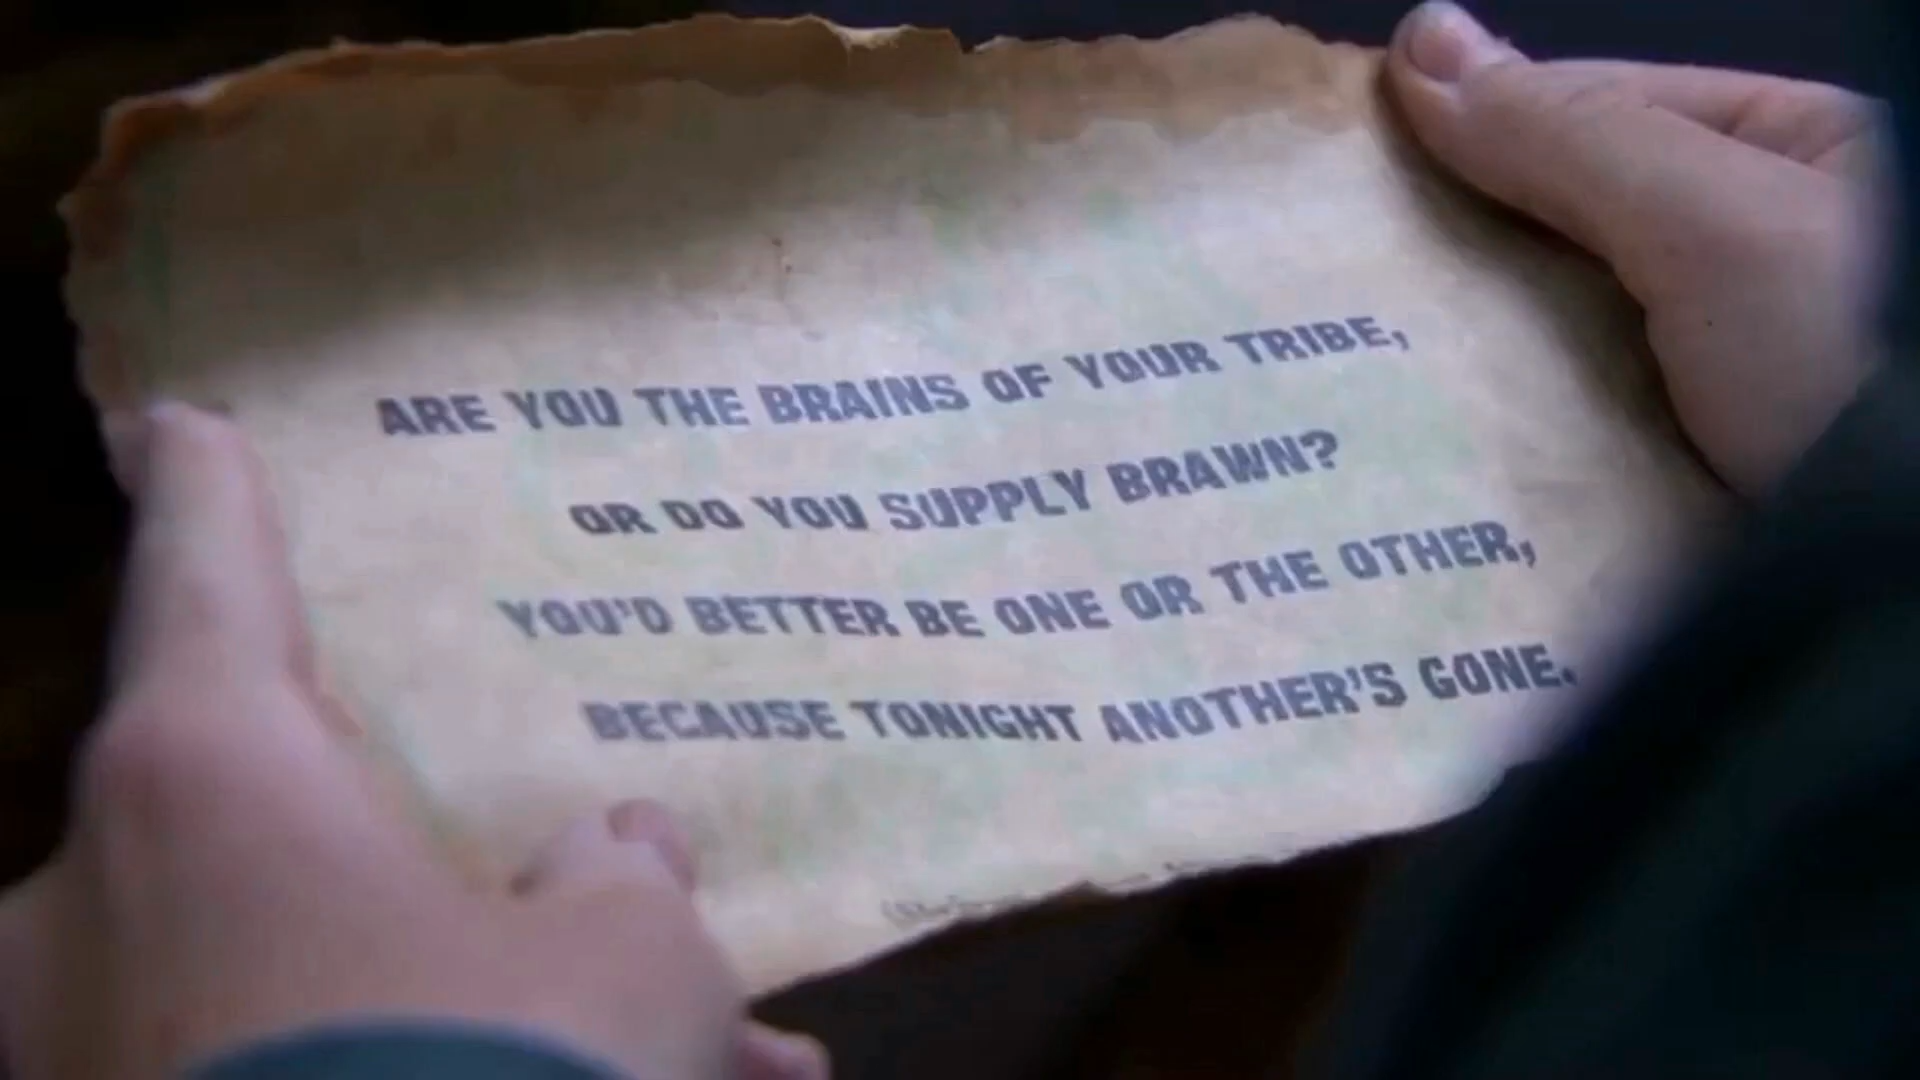 ARE YOU THE BRAINS OF YOUR TRIBE,
OR DO YOU SUPPLY BRAWN?
YOU'D BETTER BE ONE OR THE OTHER,
BECAUSE TONIGHT ANOTHER'S GONE.